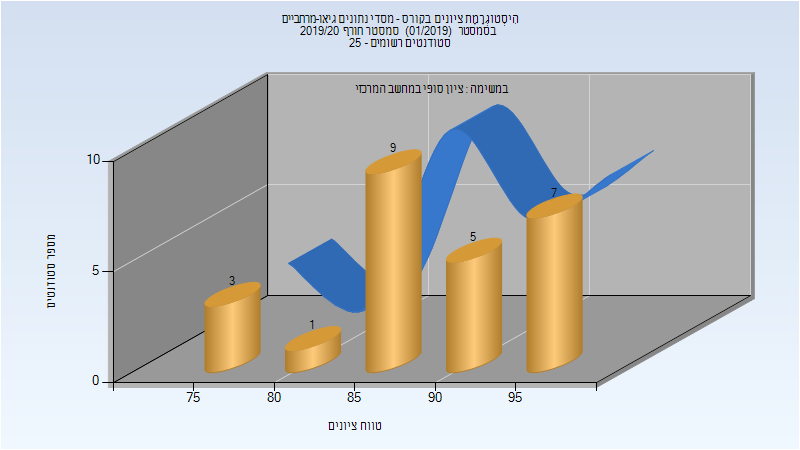 היסטוגרמת ציונים בקורס - מסדי נתונים גיאו-מרחביים
בסמסטר (01/2019) סמסטר חורף 2019/20
סטודנטים רשומים - 25
במשימה : ציון סופי במחשב המרכזי
מספר סטודנטים
10
5
0
3
1
9
5
7
75
80
85
90
95
טווח ציונים